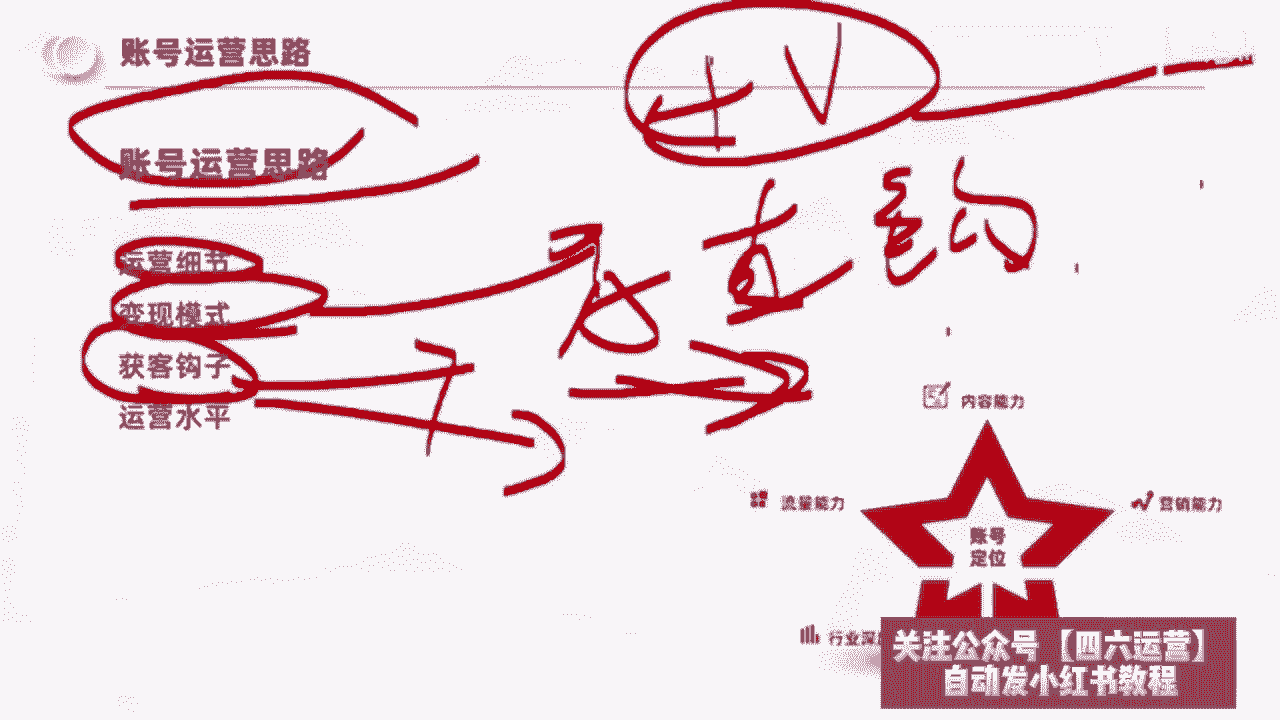 账号运营思路
账号运营思路
运营细节
变现模式
获客钩子
运营水平
+V
内容能力
流量能力
营销能力
账号
定位
行业深
关注公众号【四六运营】
自动发小红书教程